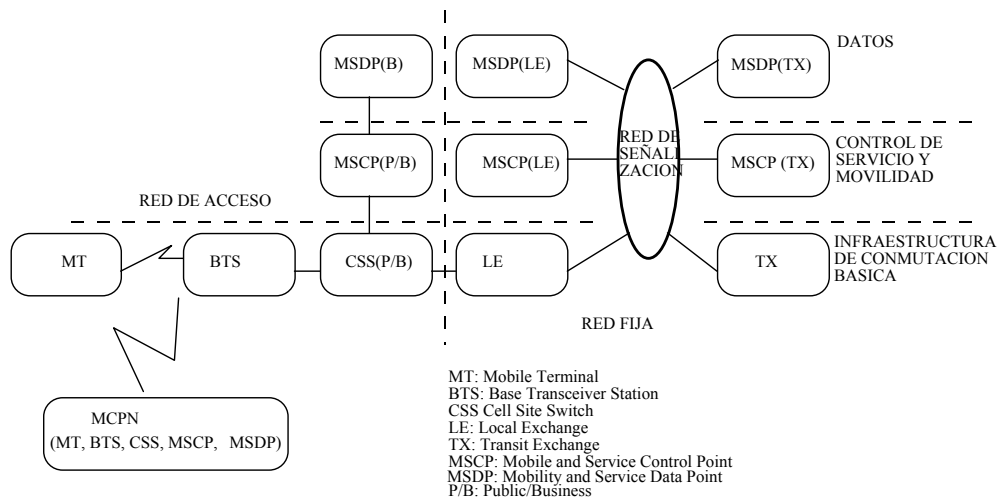 MSDP(B)
MSDP(LE)
MSDP(TX)
DATOS
MSCP(P/B)
MSCP(LE)
RED DE
SEÑALI
ZACION
MSCP (TX)
CONTROL DE
SERVICIO Y
MOVILIDAD
RED DE ACCESO
MT
BTS
CSS(P/B)
LE
TX
INFRAESTRUCTURA
DE CONMUTACION
BASICA
RED FIJA
MCPN
(MT, BTS, CSS, MSCP, MSDP)
MT: Mobile Terminal
BTS: Base Transceiver Station
CSS Cell Site Switch
LE: Local Exchange
TX: Transit Exchange
MSCP: Mobile and Service Control Point
MSDP: Mobility and Service Data Point
P/B: Public/Business